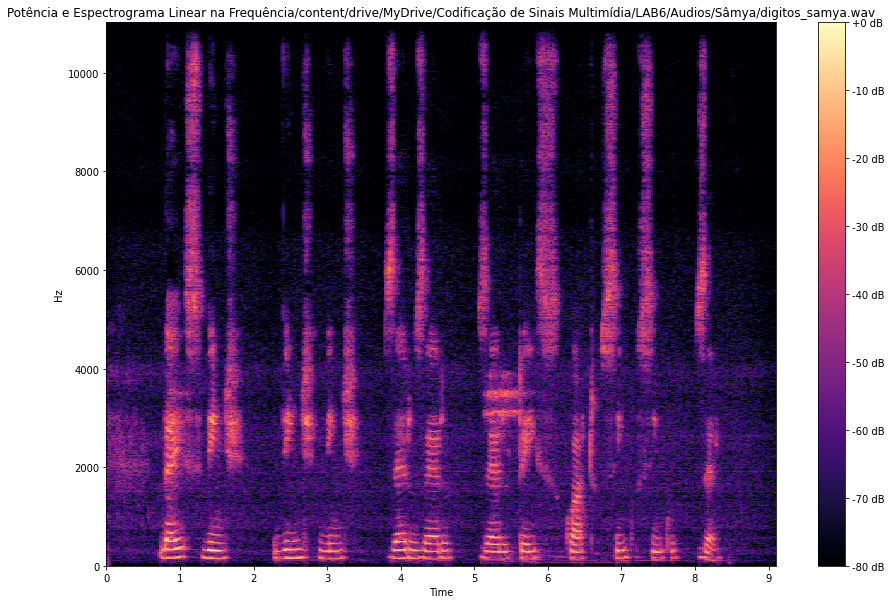 Potência e Espectrograma Linear na Frequência/content/drive/MyDrive/Codificação de Sinais Multimídia/LAB6/Audios/Sâmya/digitos_samya.wav
+0 dB
10000
-10 dB
-20 dB
8000
-30 dB
6000
Hz
-40 dB
4000
-50 dB
-60 dB
2000
-70 dB
0
-80 dB
0 1 2 3 4 5 6 7 8 9
Time